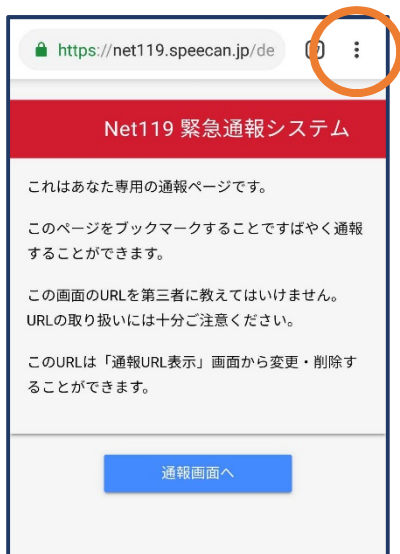 https://net119.speecan.jp/de
Net119 緊急通報システム
これはあなた専用の通報ページです。
このページをブックマークすることですばやく通報
することができます。
この画面のURLを第三者に教えてはいけません。
URLの取り扱いには十分ご注意ください。
このURLは「通報URL表示」画面から変更・削除す
ることができます。
通報画面へ